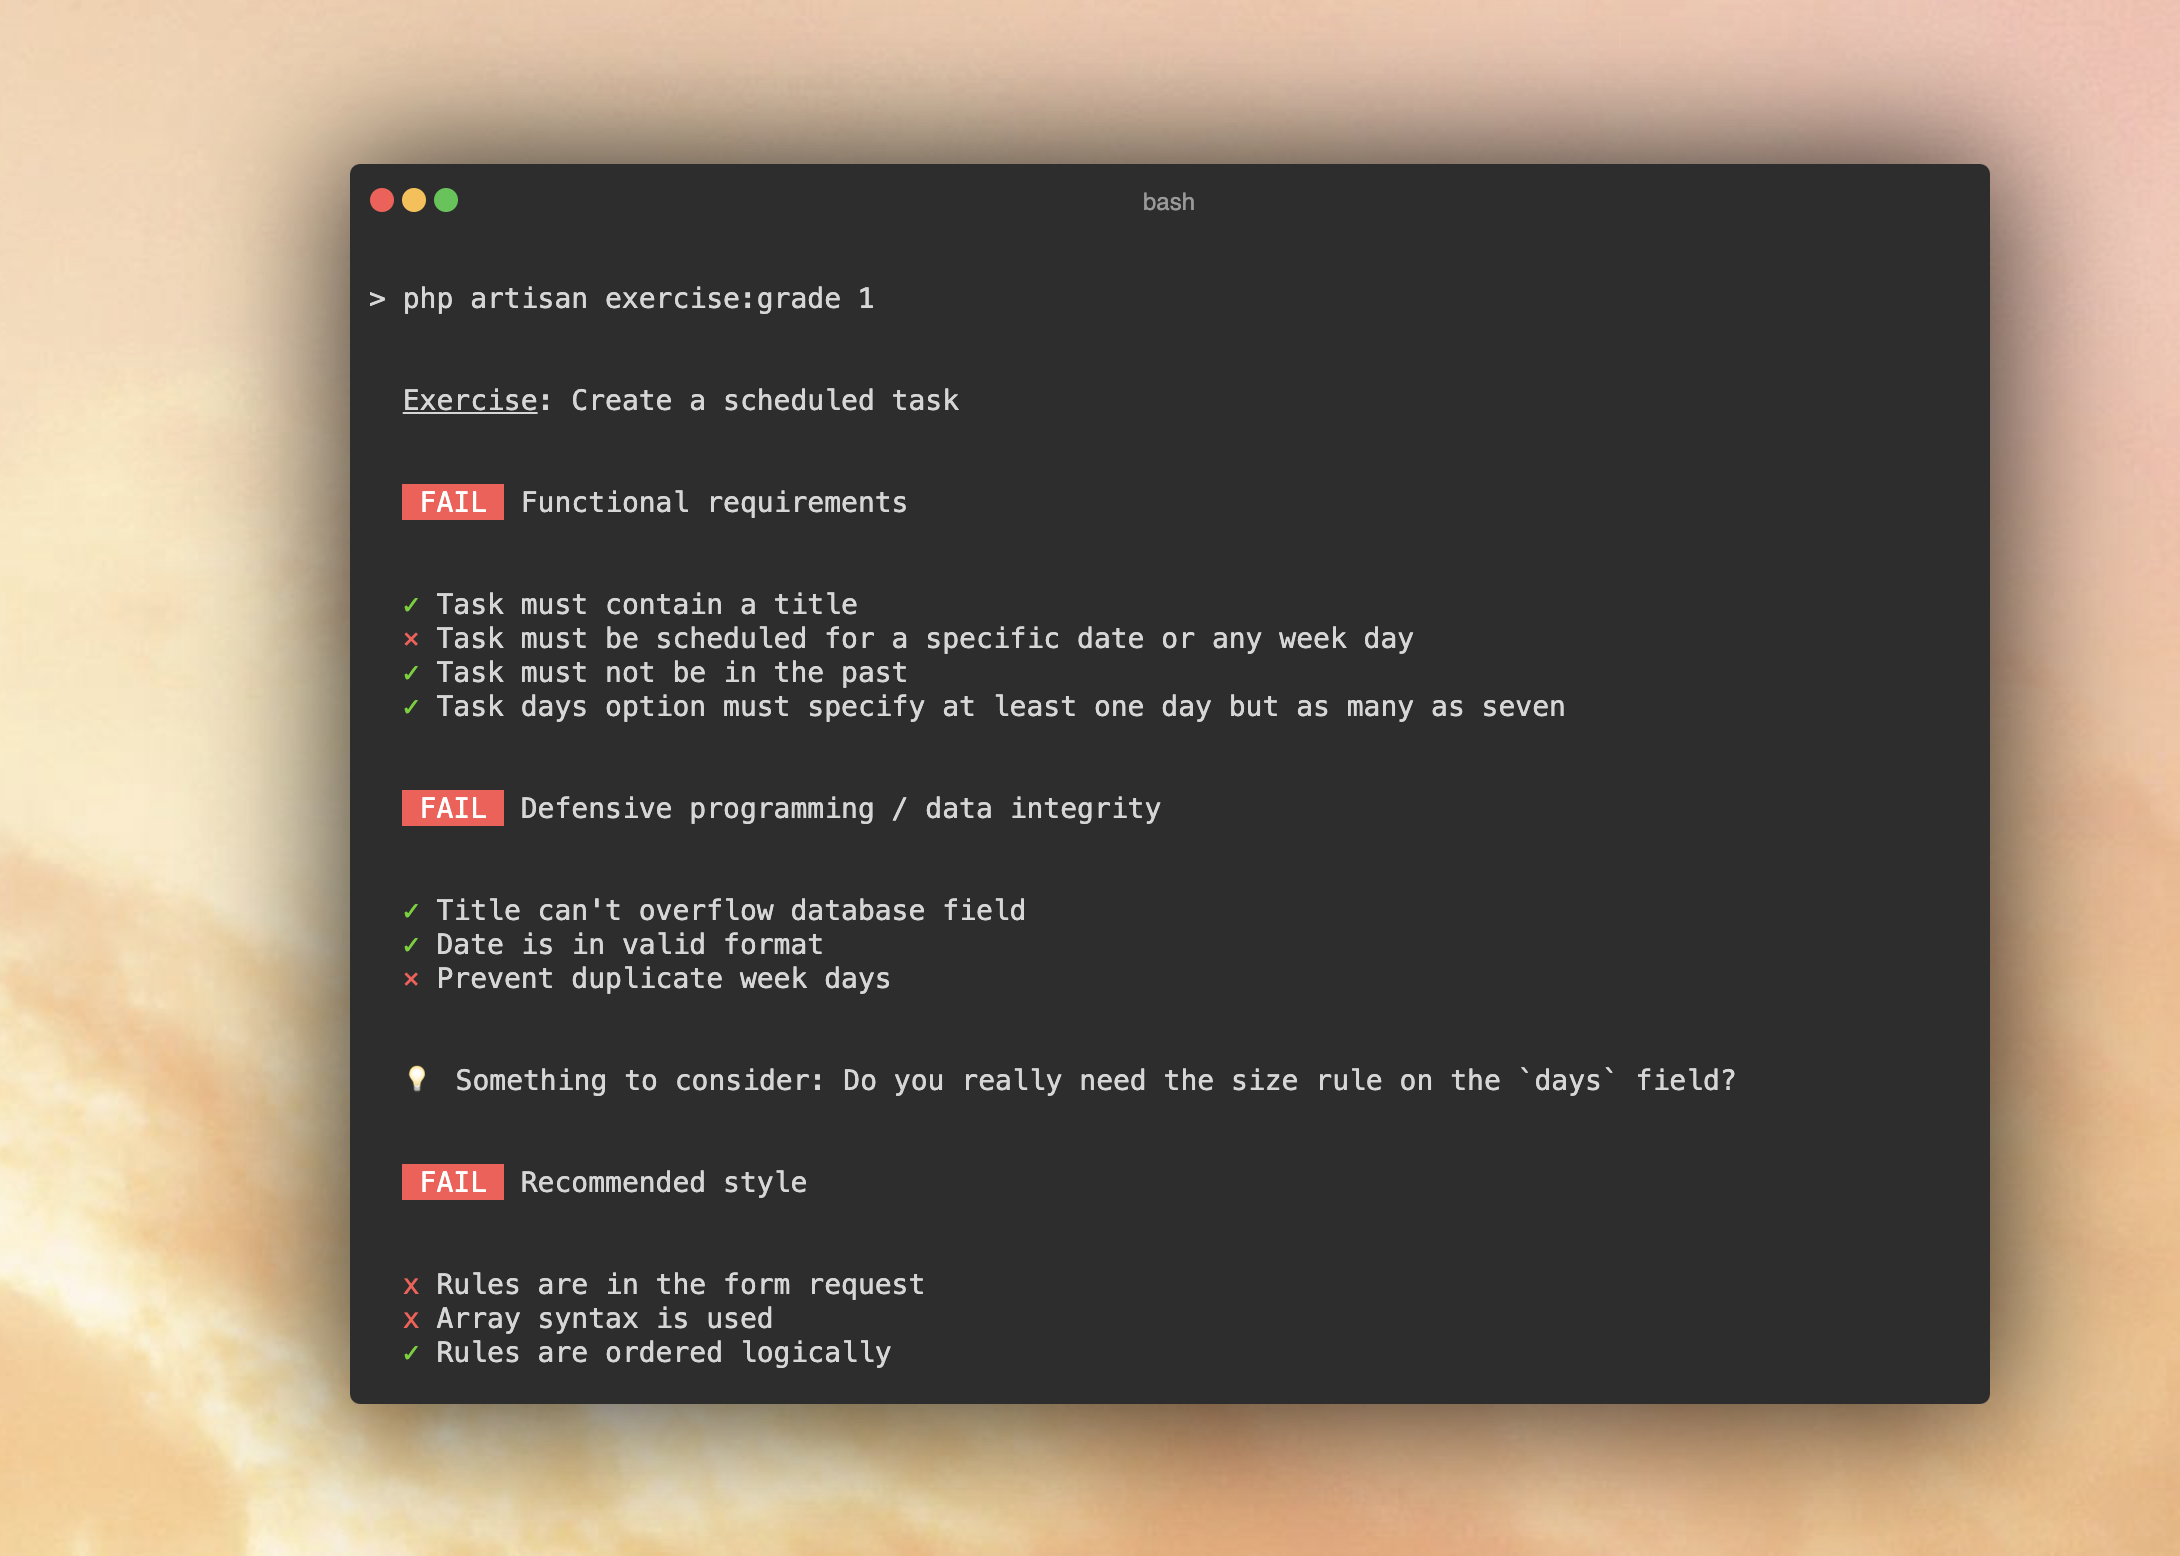 bash
> php artisan exercise:grade 1
Exercise: Create a scheduled task
FAIL Functional requirements
✓ Task must contain a title
⨯ Task must be scheduled for a specific date or any week day
✓ Task must not be in the past
✓ Task days option must specify at least one day but as many as seven
FAIL Defensive programming / data integrity
✓ Title can't overflow database field
✓ Date is in valid format
⨯ Prevent duplicate week days
💡 Something to consider: Do you really need the size rule on the `days` field?
FAIL Recommended style
x Rules are in the form request
x Array syntax is used
✓ Rules are ordered logically